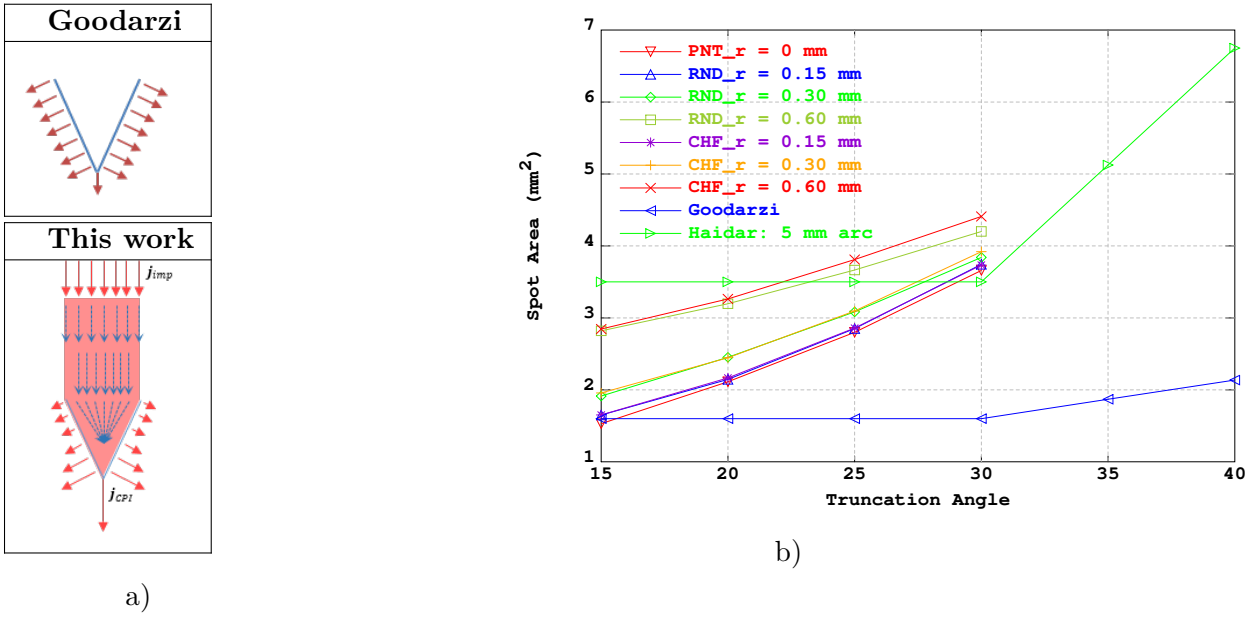 Goodarzi
This work
j_imp
j_CPI
a)
7
6
5
4
3
2
1
Spot Area (mm²)
PNT_r = 0 mm
RND_r = 0.15 mm
RND_r = 0.30 mm
RND_r = 0.60 mm
CHF_r = 0.15 mm
CHF_r = 0.30 mm
CHF_r = 0.60 mm
Goodarzi
Haidar: 5 mm arc
15 20 25 30 35 40
Truncation Angle
b)